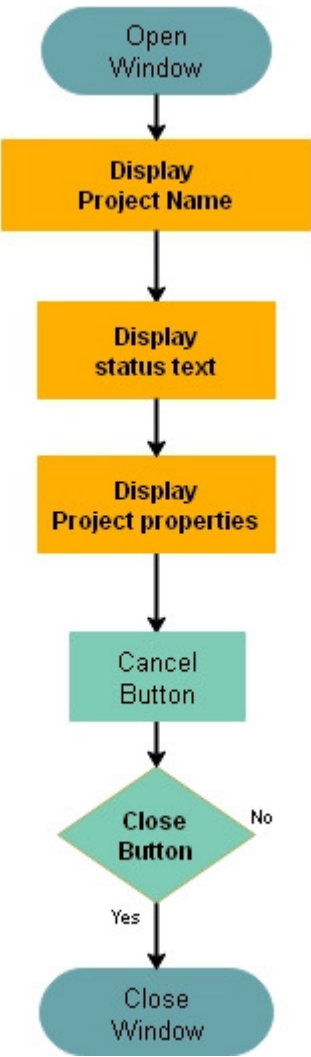 Open
Window
Display
Project Name
Display
status text
Display
Project properties
Cancel
Button
Close
Button
No
Yes
Close
Window